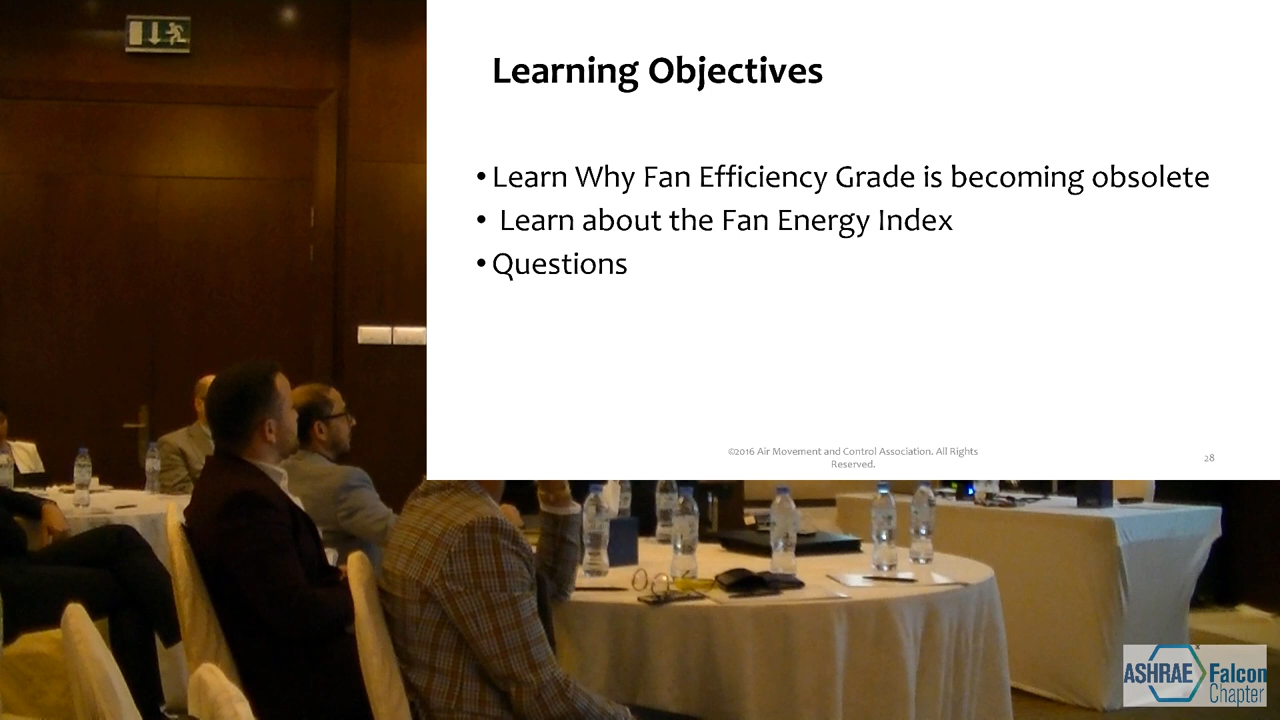 Learning Objectives
• Learn Why Fan Efficiency Grade is becoming obsolete
• Learn about the Fan Energy Index
• Questions
©2016 Air Movement and Control Association. All Rights
Reserved.
28
ASHRAE Falcon
Chapter